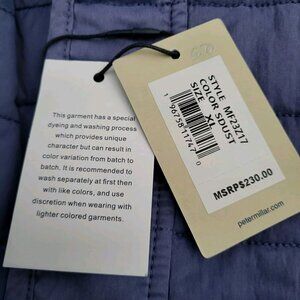 This garment has a special
dyeing and washing process
which provides unique
character but can result in
color variation from batch to
batch. It is recommended to
wash separately at first then
with like colors, and use
discretion when wearing with
lighter colored garments.
STYLE MF23Z17
COLOR SDUST
SIZE XL
MSRP$230.00
petermillar.com